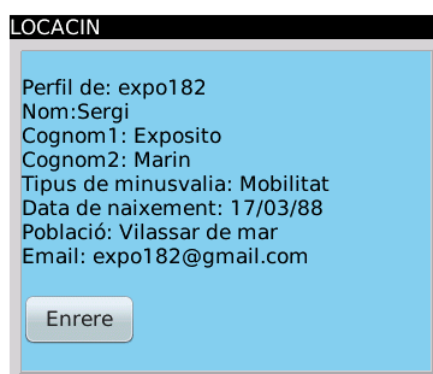 LOCACIN
Perfil de: expo182
Nom:Sergi
Cognom1: Exposito
Cognom2: Marin
Tipus de minusvalia: Mobilitat
Data de naixement: 17/03/88
Població: Vilassar de mar
Email: expo182@gmail.com
Enrere